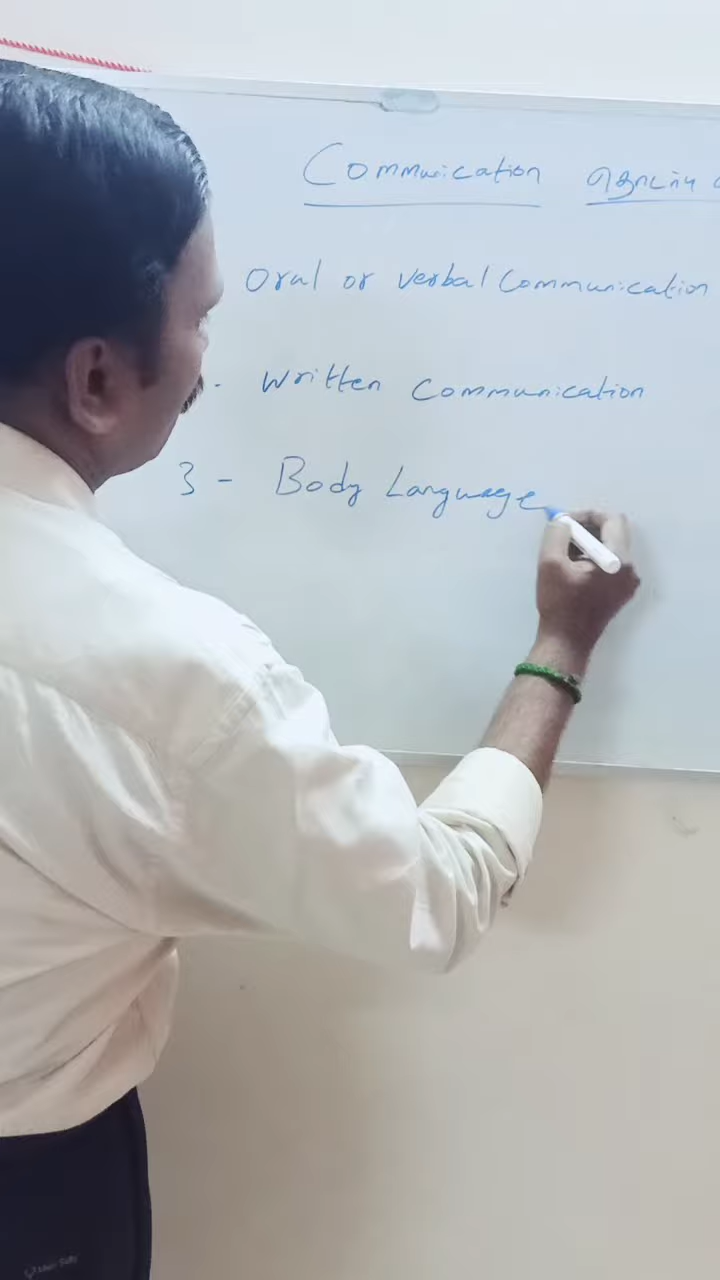 Communication தொடர்பு
Oral or verbal Communication
- Written Communication
3 - Body Language